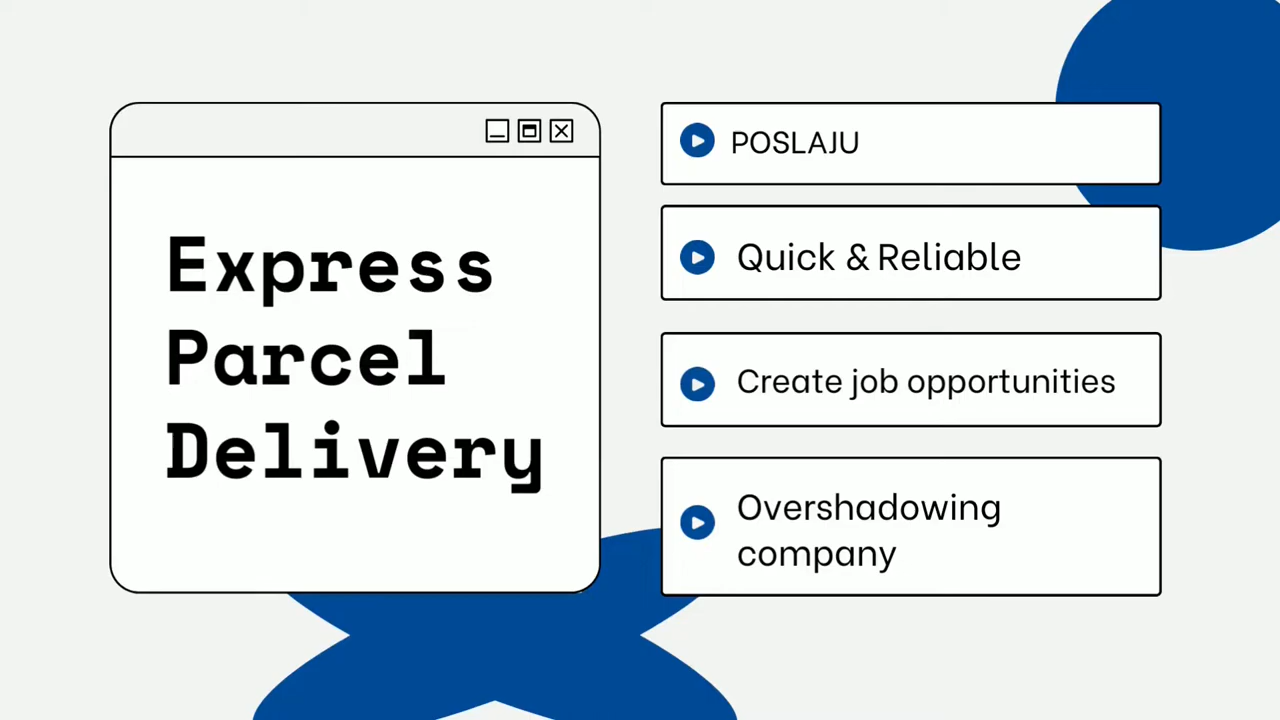 Express
Parcel
Delivery
POSLAJU
Quick & Reliable
Create job opportunities
Overshadowing
company